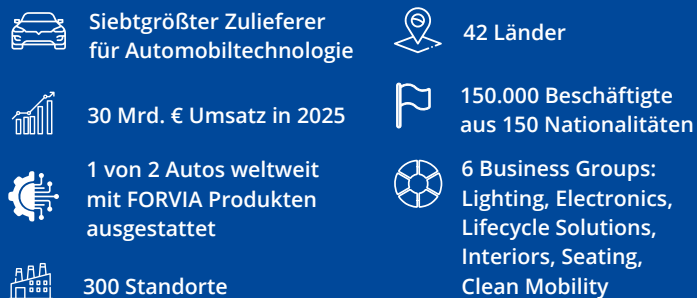 Siebtgrößter Zulieferer
für Automobiltechnologie
30 Mrd. € Umsatz in 2025
1 von 2 Autos weltweit
mit FORVIA Produkten
ausgestattet
300 Standorte
42 Länder
150.000 Beschäftigte
aus 150 Nationalitäten
6 Business Groups:
Lighting, Electronics,
Lifecycle Solutions,
Interiors, Seating,
Clean Mobility